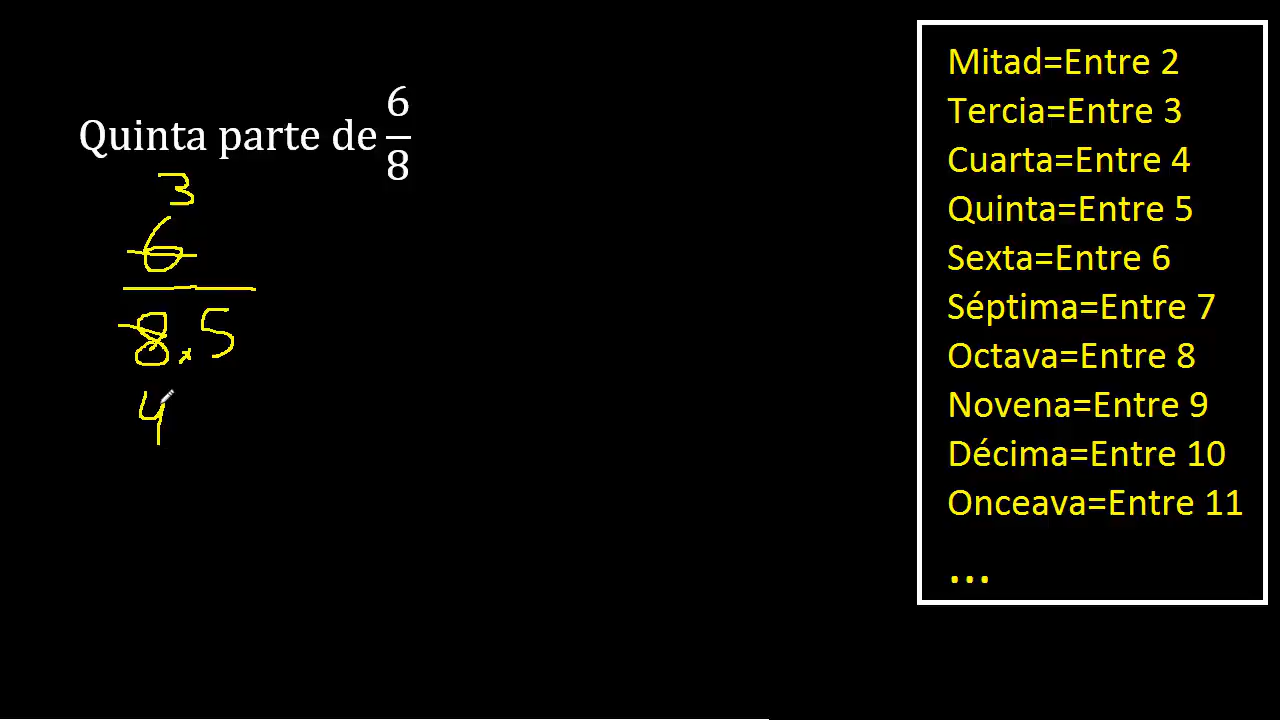 Quinta parte de 6/8
3
6
8 . 5
4
Mitad=Entre 2
Tercia=Entre 3
Cuarta=Entre 4
Quinta=Entre 5
Sexta=Entre 6
Séptima=Entre 7
Octava=Entre 8
Novena=Entre 9
Décima=Entre 10
Onceava=Entre 11
...